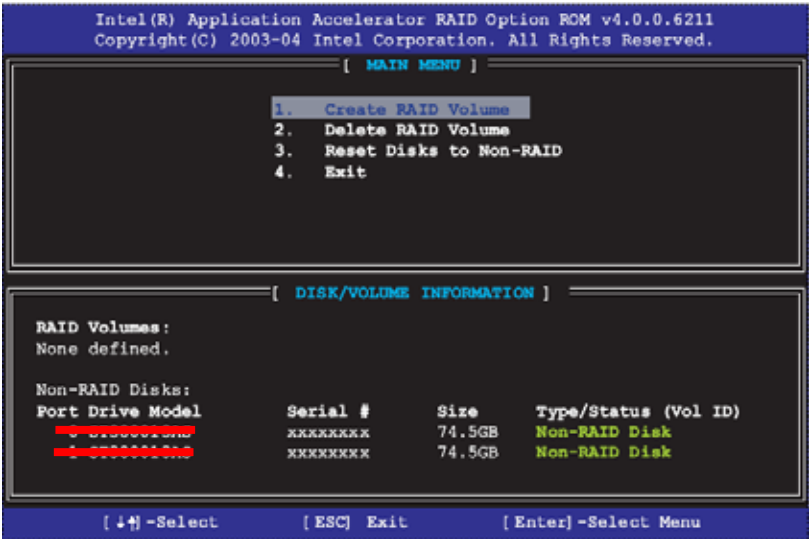 Intel(R) Application Accelerator RAID Option ROM v4.0.0.6211
Copyright(C) 2003-04 Intel Corporation. All Rights Reserved.
[ MAIN MENU ]
1. Create RAID Volume
2. Delete RAID Volume
3. Reset Disks to Non-RAID
4. Exit
[ DISK/VOLUME INFORMATION ]
RAID Volumes:
None defined.
Non-RAID Disks:
Port Drive Model Serial # Size Type/Status (Vol ID)
xxxxxxxx 74.5GB Non-RAID Disk
xxxxxxxx 74.5GB Non-RAID Disk
[↓↑]-Select [ESC] Exit [Enter]-Select Menu